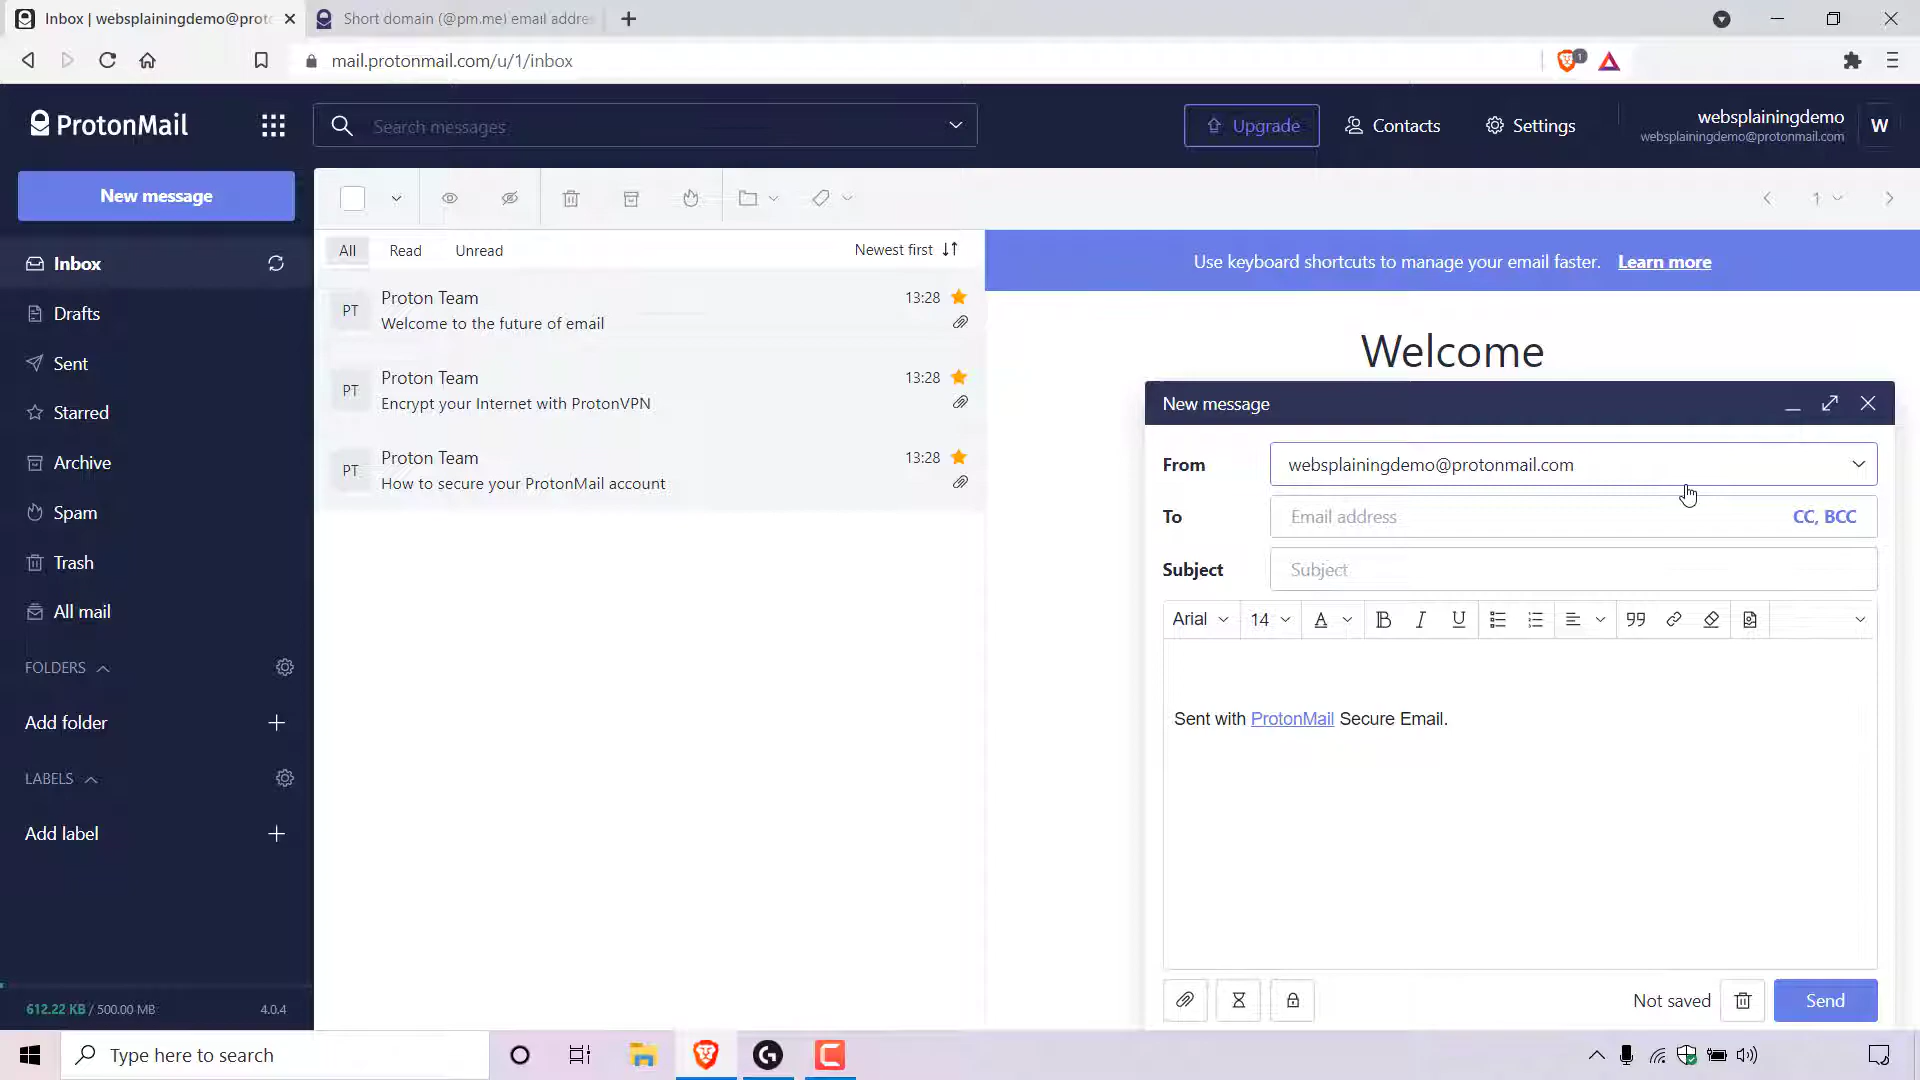 Inbox | websplainingdemo@prot
Short domain (@pm.me) email addre
mail.protonmail.com/u/1/inbox
1
ProtonMail
Search messages
Upgrade
Contacts
Settings
websplainingdemo
websplainingdemo@protonmail.com
W
New message
1
Inbox
Drafts
Sent
Starred
Archive
Spam
Trash
All mail
FOLDERS
Add folder
LABELS
Add label
612.22 KB / 500.00 MB
4.0.4
All
Read
Unread
Newest first
PT
Proton Team
13:28
Welcome to the future of email
PT
Proton Team
13:28
Encrypt your Internet with ProtonVPN
PT
Proton Team
13:28
How to secure your ProtonMail account
Use keyboard shortcuts to manage your email faster. Learn more
Welcome
New message
From
websplainingdemo@protonmail.com
To
Email address
CC, BCC
Subject
Subject
Arial
14
Sent with ProtonMail Secure Email.
Not saved
Send
Type here to search